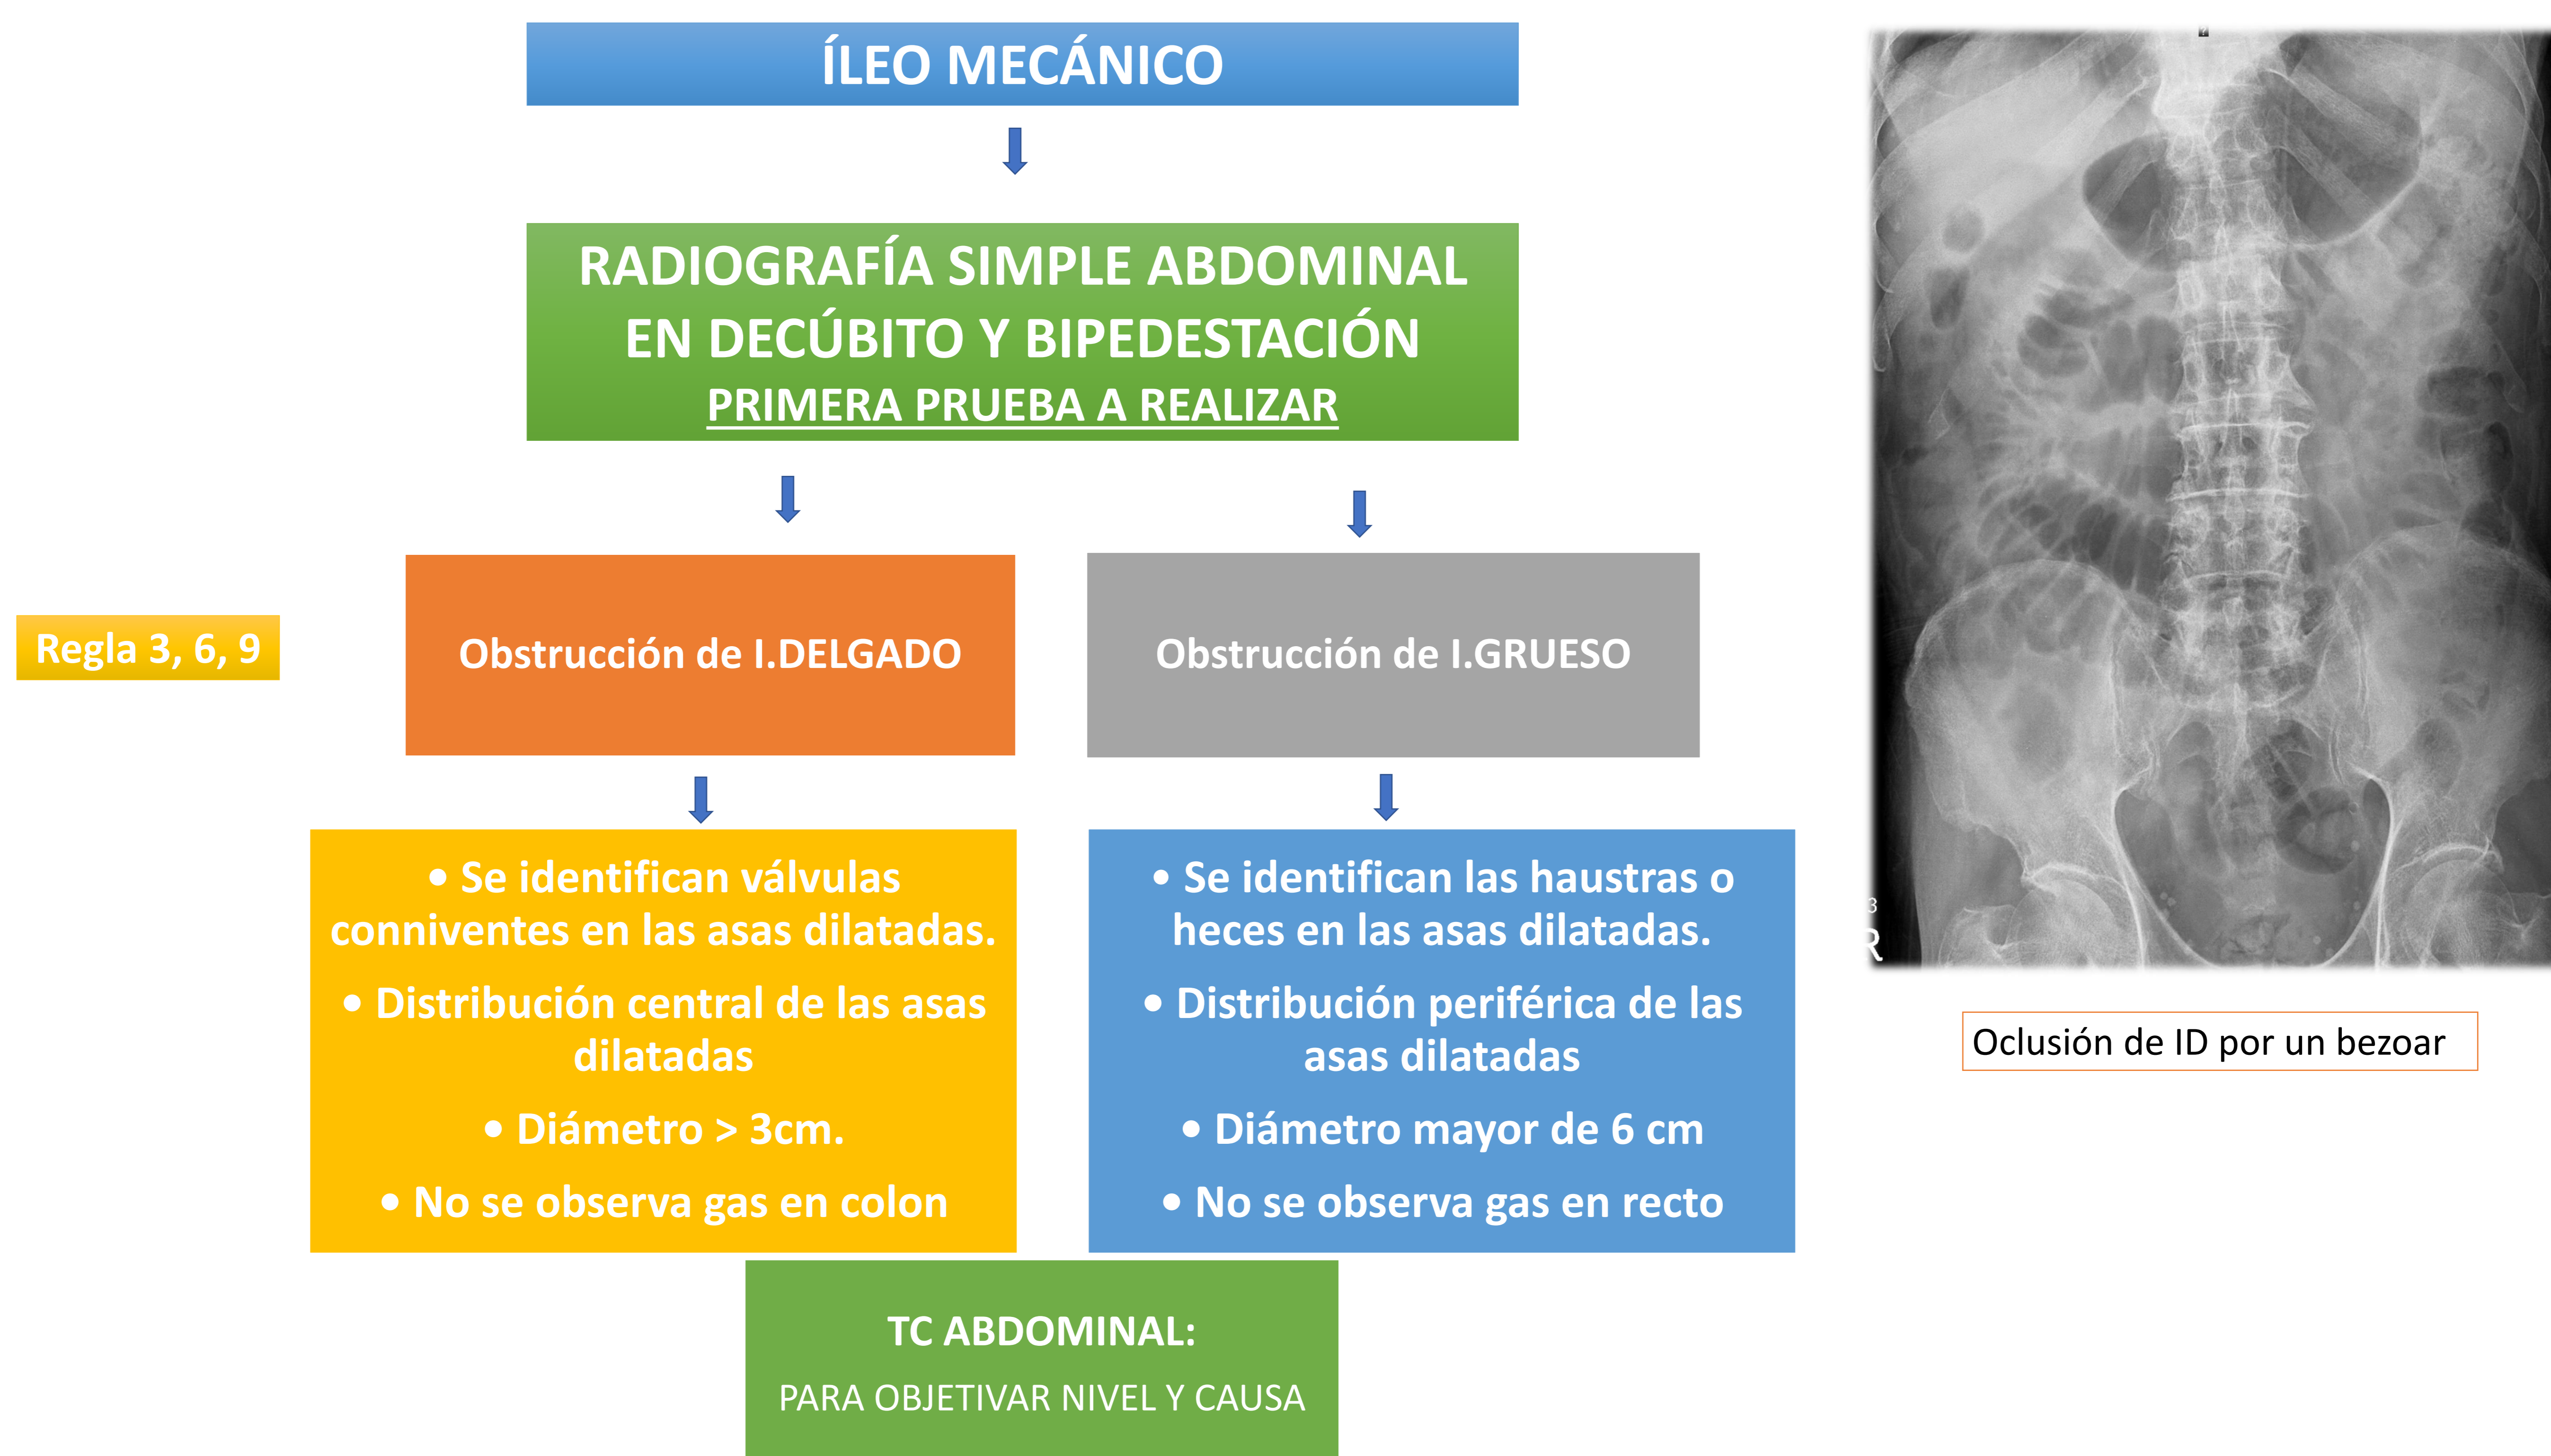 ÍLEO MECÁNICO
RADIOGRAFÍA SIMPLE ABDOMINAL
EN DECÚBITO Y BIPEDESTACIÓN
PRIMERA PRUEBA A REALIZAR
Regla 3, 6, 9
Obstrucción de I.DELGADO
Obstrucción de I.GRUESO
• Se identifican válvulas
conniventes en las asas dilatadas.
• Distribución central de las asas
dilatadas
• Diámetro > 3cm.
• No se observa gas en colon
• Se identifican las haustras o
heces en las asas dilatadas.
• Distribución periférica de las
asas dilatadas
• Diámetro mayor de 6 cm
• No se observa gas en recto
TC ABDOMINAL:
PARA OBJETIVAR NIVEL Y CAUSA
?
3
R
Oclusión de ID por un bezoar